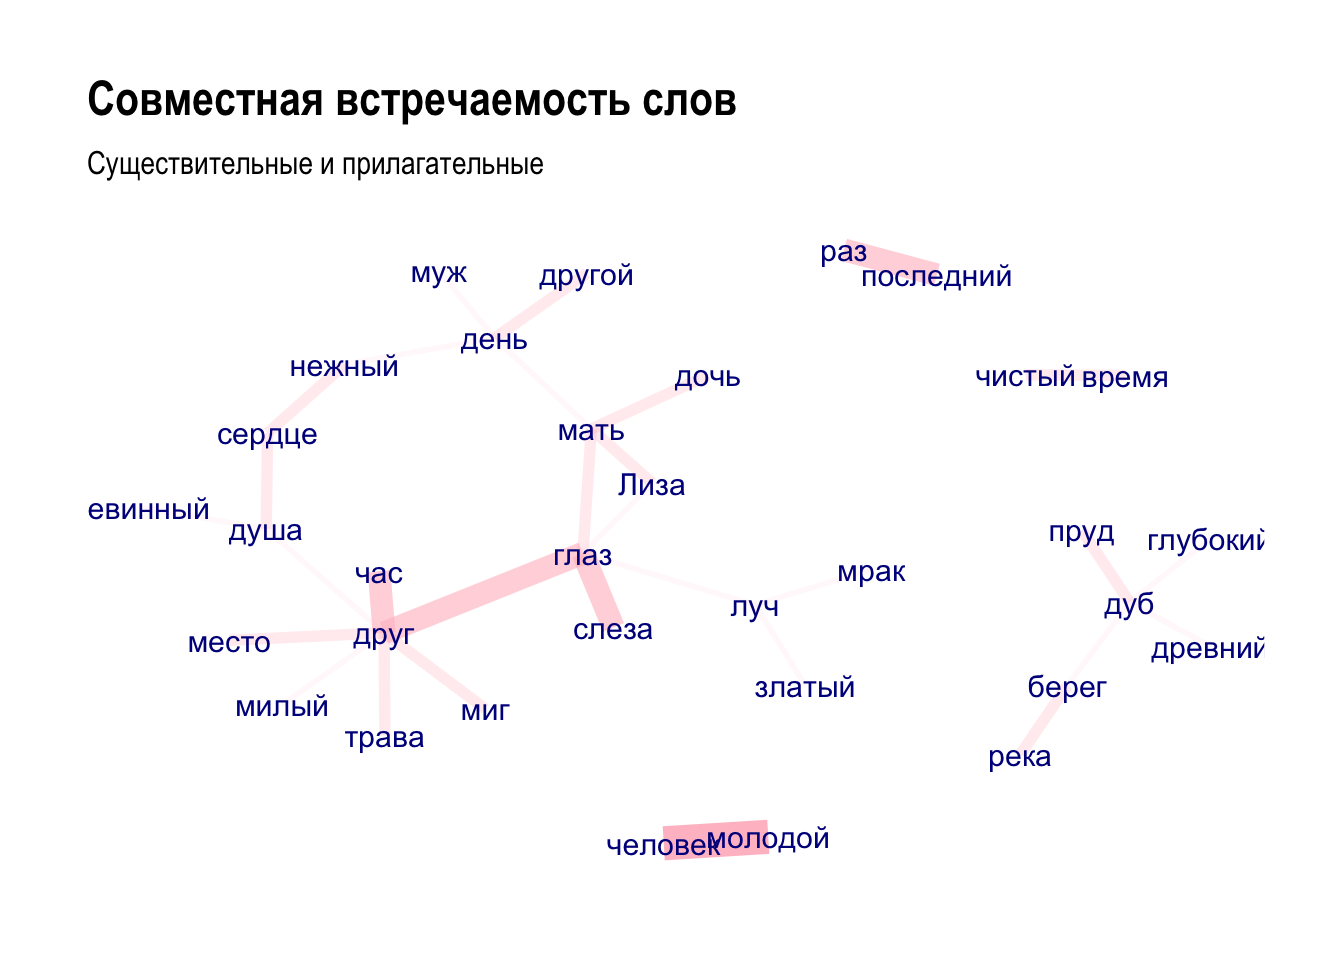 Совместная встречаемость слов
Существительные и прилагательные
раз
муж
другой
последний
день
нежный
дочь
чистый
время
мать
сердце
Лиза
евинный
душа
пруд
глубокий
глаз
час
мрак
луч
дуб
слеза
друг
место
древний
златый
берег
милый
миг
трава
река
человек
молодой